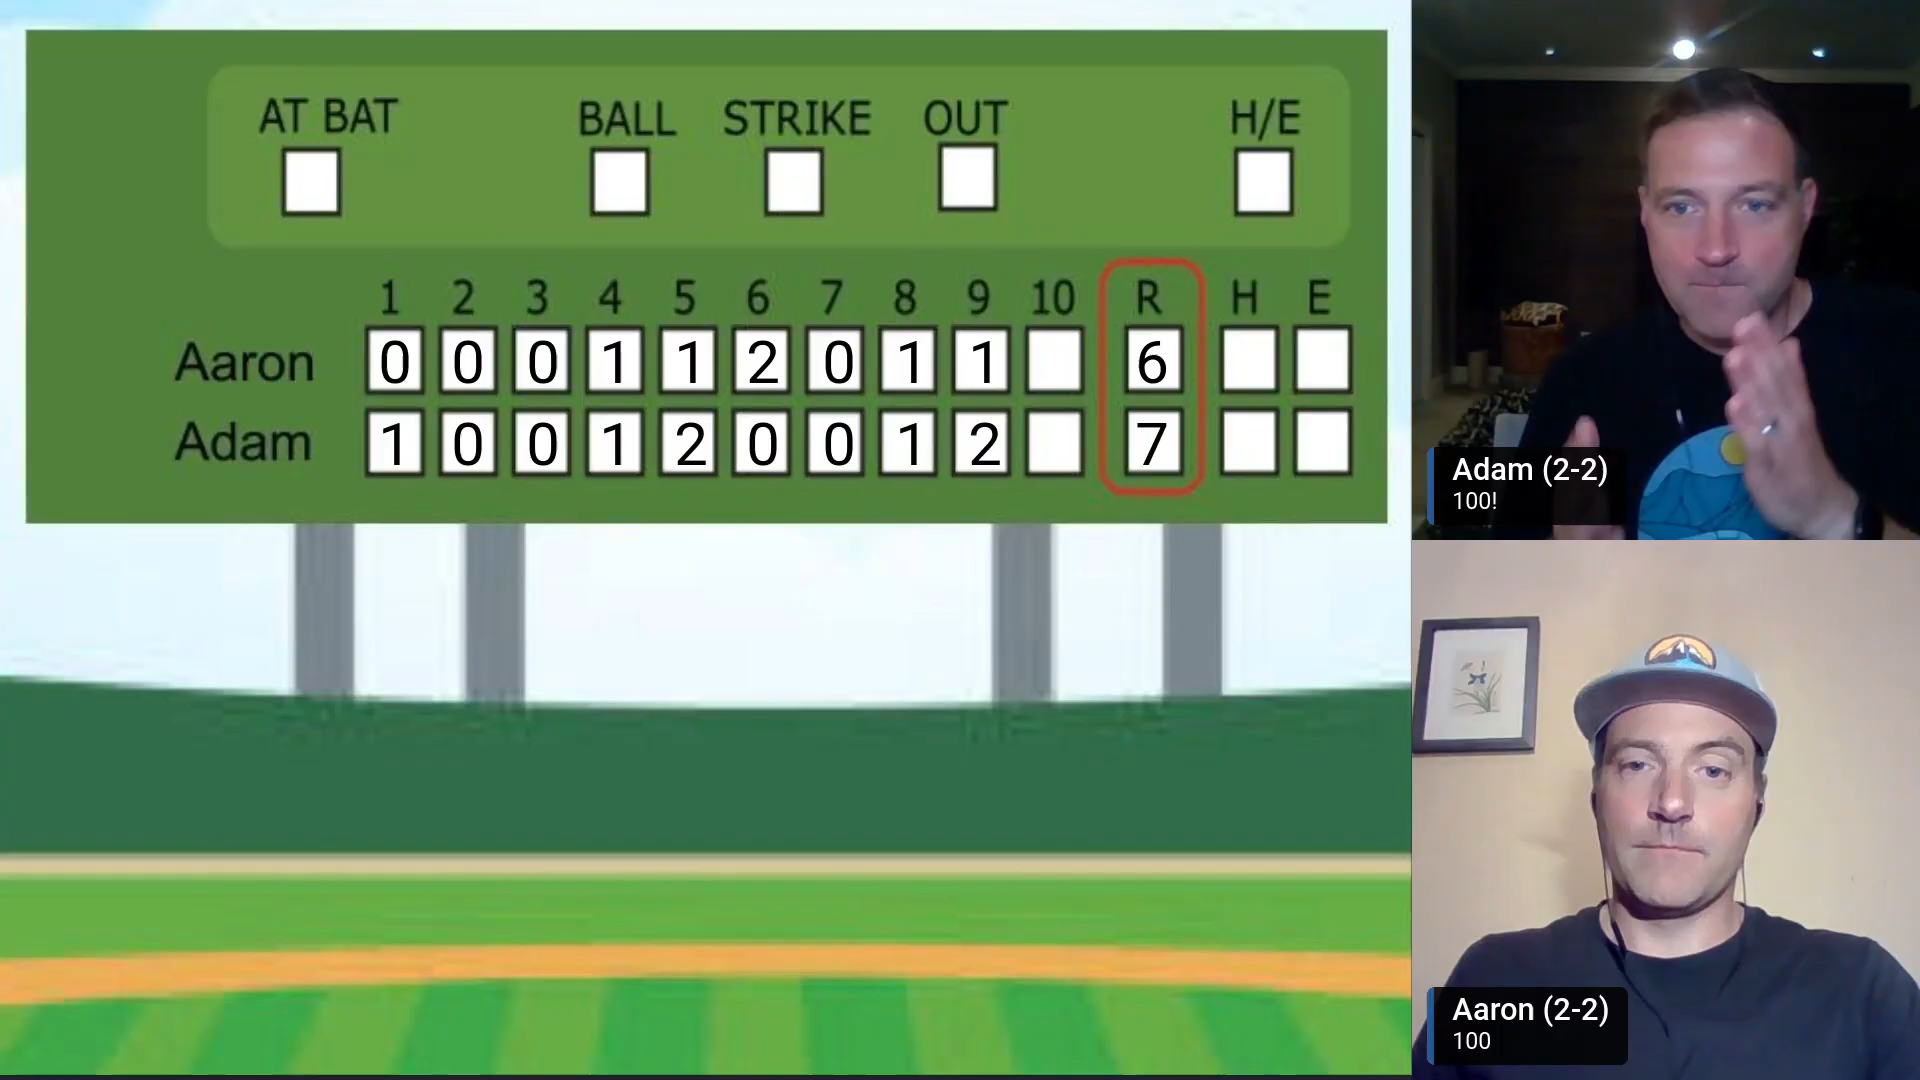 AT BAT BALL STRIKE OUT H/E
1 2 3 4 5 6 7 8 9 10 R H E
Aaron 0 0 0 1 1 2 0 1 1 6
Adam 1 0 0 1 2 0 0 1 2 7
Adam (2-2)
100!
Aaron (2-2)
100